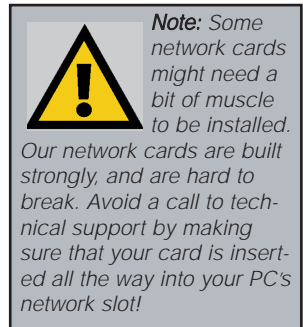 Note: Some
network cards
might need a
bit of muscle
to be installed.
Our network cards are built
strongly, and are hard to
break. Avoid a call to tech-
nical support by making
sure that your card is insert-
ed all the way into your PC's
network slot!